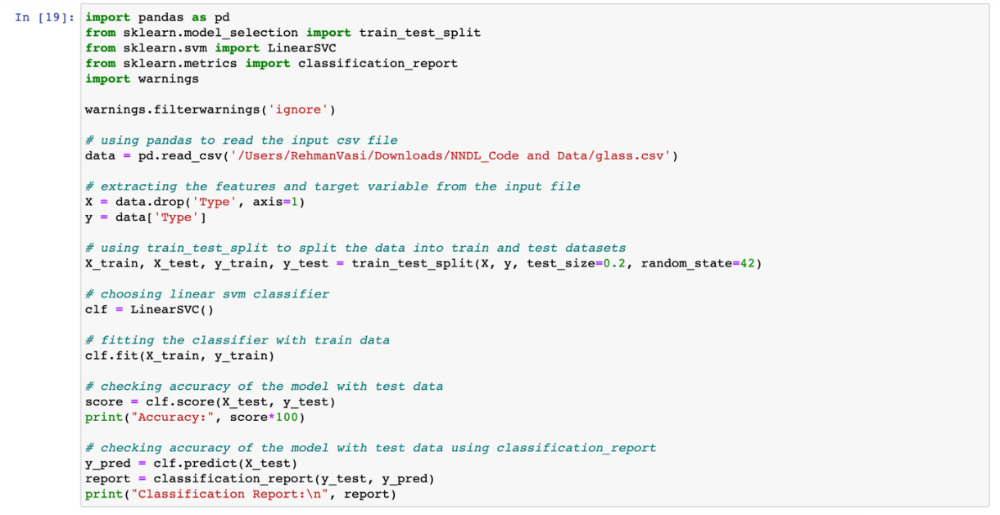 In [19]: import pandas as pd
from sklearn.model_selection import train_test_split
from sklearn.svm import LinearSVC
from sklearn.metrics import classification_report
import warnings
warnings.filterwarnings('ignore')
# using pandas to read the input csv file
data = pd.read_csv('/Users/RehmanVasi/Downloads/NNDL_Code and Data/glass.csv')
# extracting the features and target variable from the input file
X = data.drop('Type', axis=1)
y = data['Type']
# using train_test_split to split the data into train and test datasets
X_train, X_test, y_train, y_test = train_test_split(X, y, test_size=0.2, random_state=42)
# choosing linear svm classifier
clf = LinearSVC()
# fitting the classifier with train data
clf.fit(X_train, y_train)
# checking accuracy of the model with test data
score = clf.score(X_test, y_test)
print("Accuracy:", score*100)
# checking accuracy of the model with test data using classification_report
y_pred = clf.predict(X_test)
report = classification_report(y_test, y_pred)
print("Classification Report:\n", report)